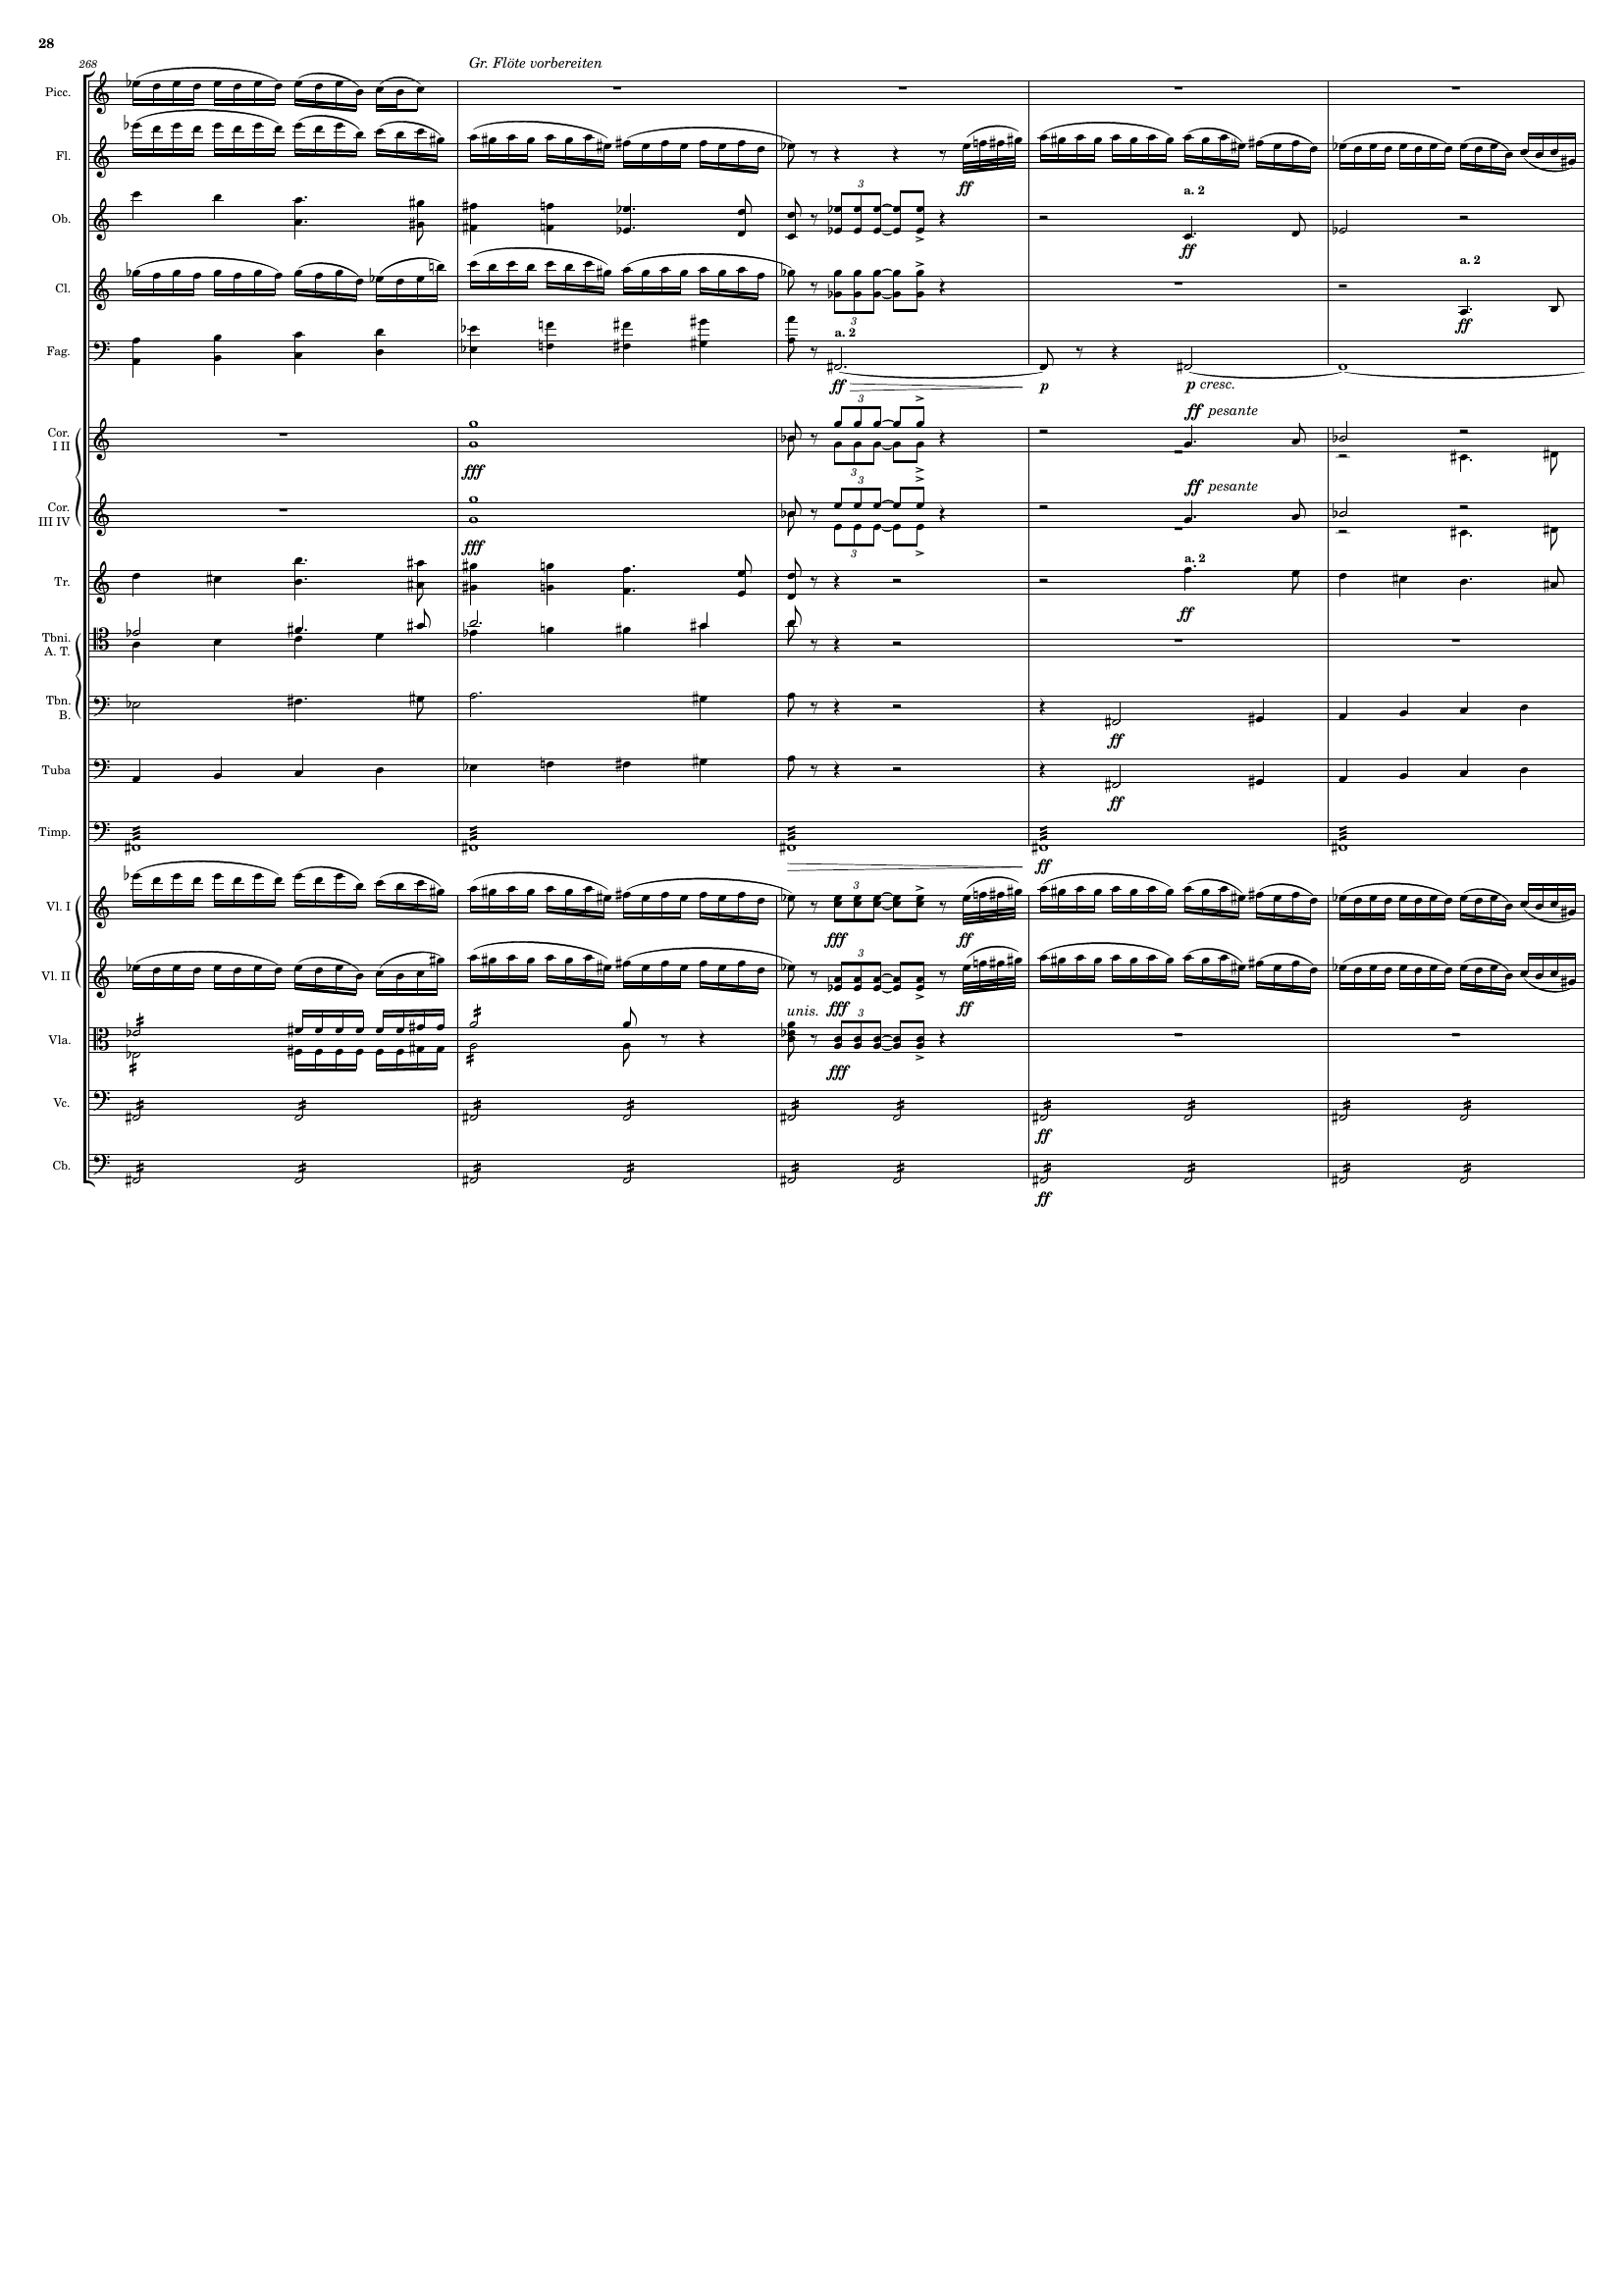 28
268
Gr. Flöte vorbereiten
Picc.
Fl.
ff
a. 2
Ob.
3
ff
a. 2
Cl.
3
ff
a. 2
Fag.
ff
p
p cresc.
ff pesante
Cor.
I II
3
fff
3
ff pesante
Cor.
III IV
3
fff
3
a. 2
Tr.
ff
Tbni.
A. T.
Tbn.
B.
ff
Tuba
ff
Timp.
ff
Vl. I
3
fff
ff
Vl. II
3
fff
ff
unis.
Vla.
3
fff
Vc.
ff
Cb.
ff